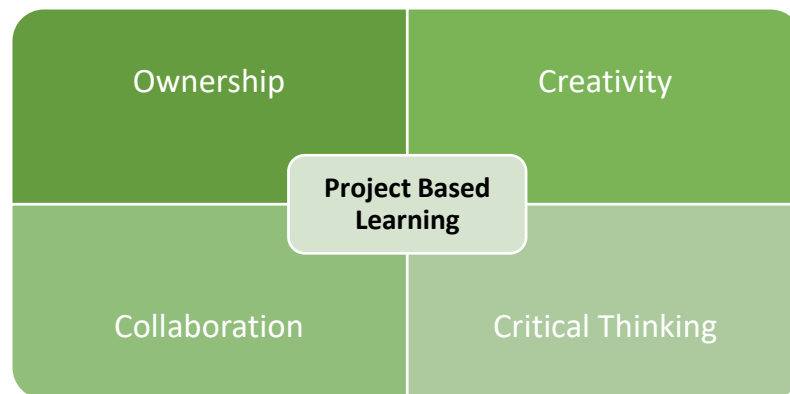 Ownership
Creativity
Project Based
Learning
Collaboration
Critical Thinking